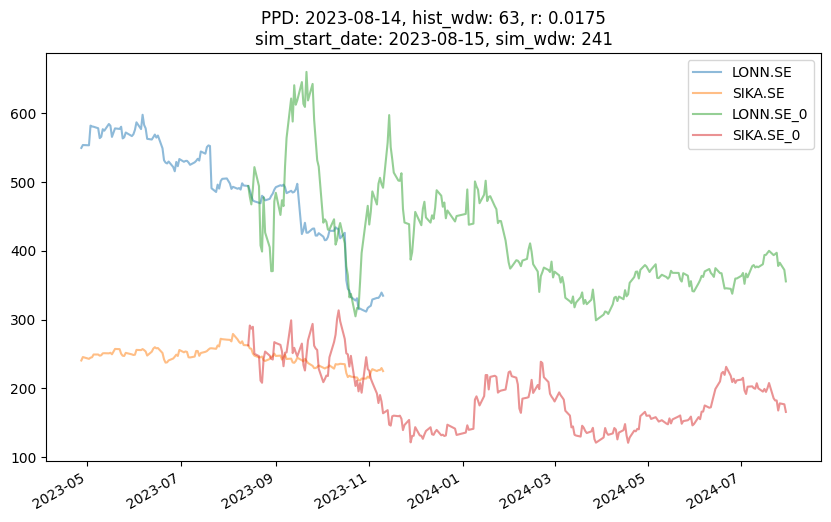 PPD: 2023-08-14, hist_wdw: 63, r: 0.0175
sim_start_date: 2023-08-15, sim_wdw: 241
LONN.SE
SIKA.SE
LONN.SE_0
SIKA.SE_0
600
500
400
300
200
100
2023-05
2023-07
2023-09
2023-11
2024-01
2024-03
2024-05
2024-07